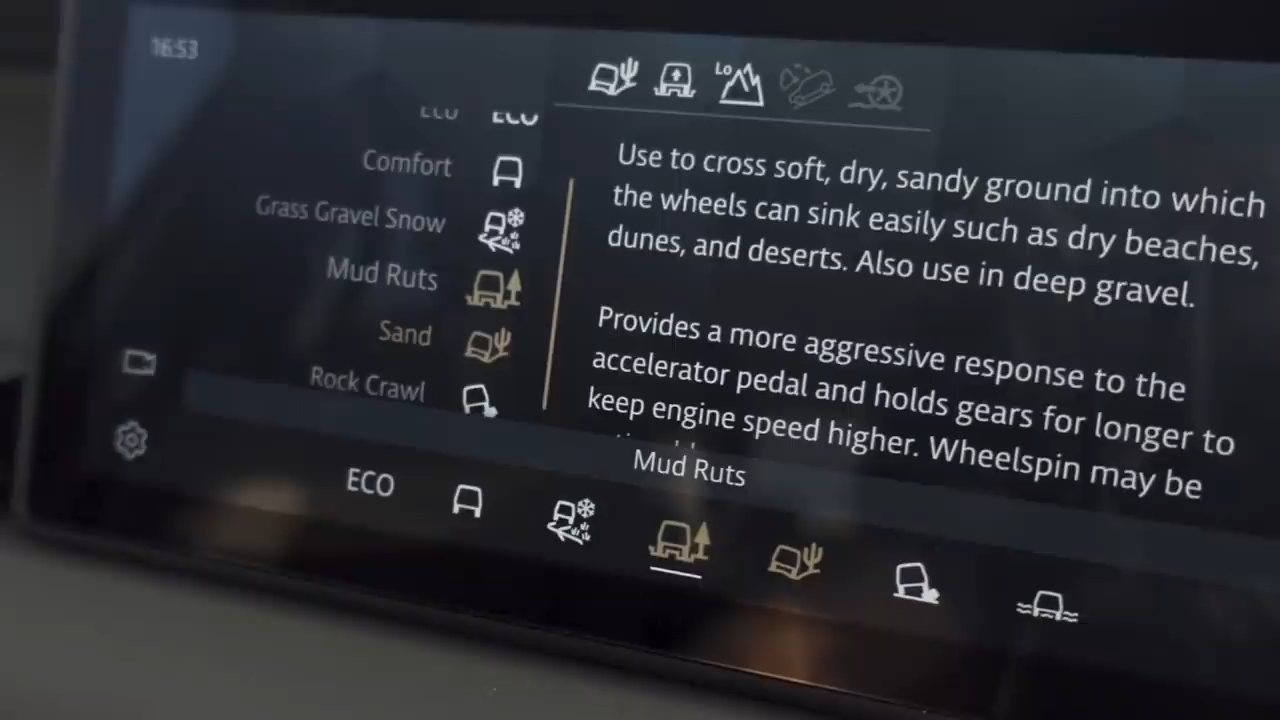 16:53
Lo
ECO ECO
Comfort
Grass Gravel Snow
Mud Ruts
Sand
Rock Crawl
Use to cross soft, dry, sandy ground into which
the wheels can sink easily such as dry beaches,
dunes, and deserts. Also use in deep gravel.
Provides a more aggressive response to the
accelerator pedal and holds gears for longer to
keep engine speed higher. Wheelspin may be
Mud Ruts
ECO